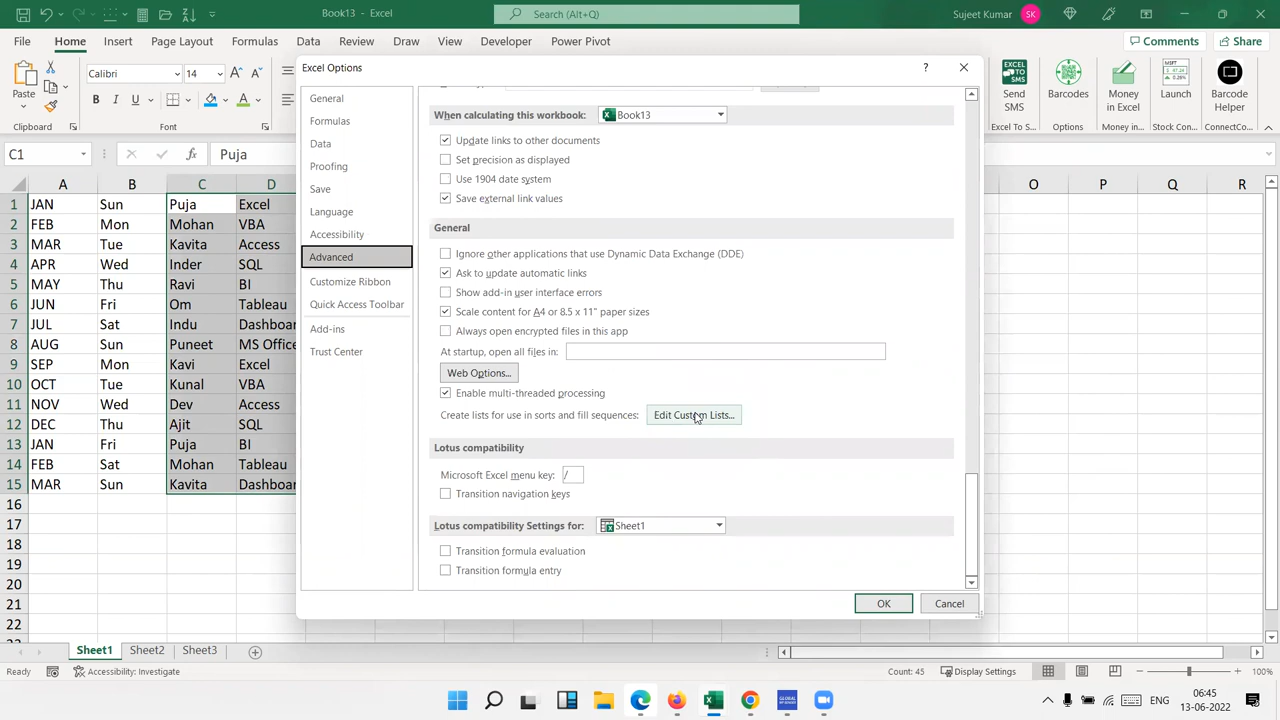 Book13 - Excel
Search (Alt+Q)
Sujeet Kumar
SK
File Home Insert Page Layout Formulas Data Review View Draw Developer Power Pivot
Comments
Share
Paste
Clipboard
Calibri
14
B I U
Font
Send SMS
Excel To S...
Barcodes
Barcodes
Money in Excel
Money in Ex...
Launch
Stock Con...
Barcode Helper
ConnectCo...
C1
fx
Puja
A B C D O P Q R
1 JAN Sun Puja Excel
2 FEB Mon Mohan VBA
3 MAR Tue Kavita Access
4 APR Wed Inder SQL
5 MAY Thu Ravi BI
6 JUN Fri Om Tableau
7 JUL Sat Indu Dashboar
8 AUG Sun Puneet MS Office
9 SEP Mon Kavi Excel
10 OCT Tue Kunal VBA
11 NOV Wed Dev Access
12 DEC Thu Ajit SQL
13 JAN Fri Puja BI
14 FEB Sat Mohan Tableau
15 MAR Sun Kavita Dashboar
16
17
18
19
20
21
22
Excel Options
?
General
Formulas
Data
Proofing
Save
Language
Accessibility
Advanced
Customize Ribbon
Quick Access Toolbar
Add-ins
Trust Center
When calculating this workbook: Book13
Update links to other documents
Set precision as displayed
Use 1904 date system
Save external link values
General
Ignore other applications that use Dynamic Data Exchange (DDE)
Ask to update automatic links
Show add-in user interface errors
Scale content for A4 or 8.5 x 11" paper sizes
Always open encrypted files in this app
At startup, open all files in:
Web Options...
Enable multi-threaded processing
Create lists for use in sorts and fill sequences: Edit Custom Lists...
Lotus compatibility
Microsoft Excel menu key: /
Transition navigation keys
Lotus compatibility Settings for: Sheet1
Transition formula evaluation
Transition formula entry
OK
Cancel
Sheet1 Sheet2 Sheet3
Ready
Accessibility: Investigate
Count: 45
Display Settings
100%
ENG
06:45
13-06-2022